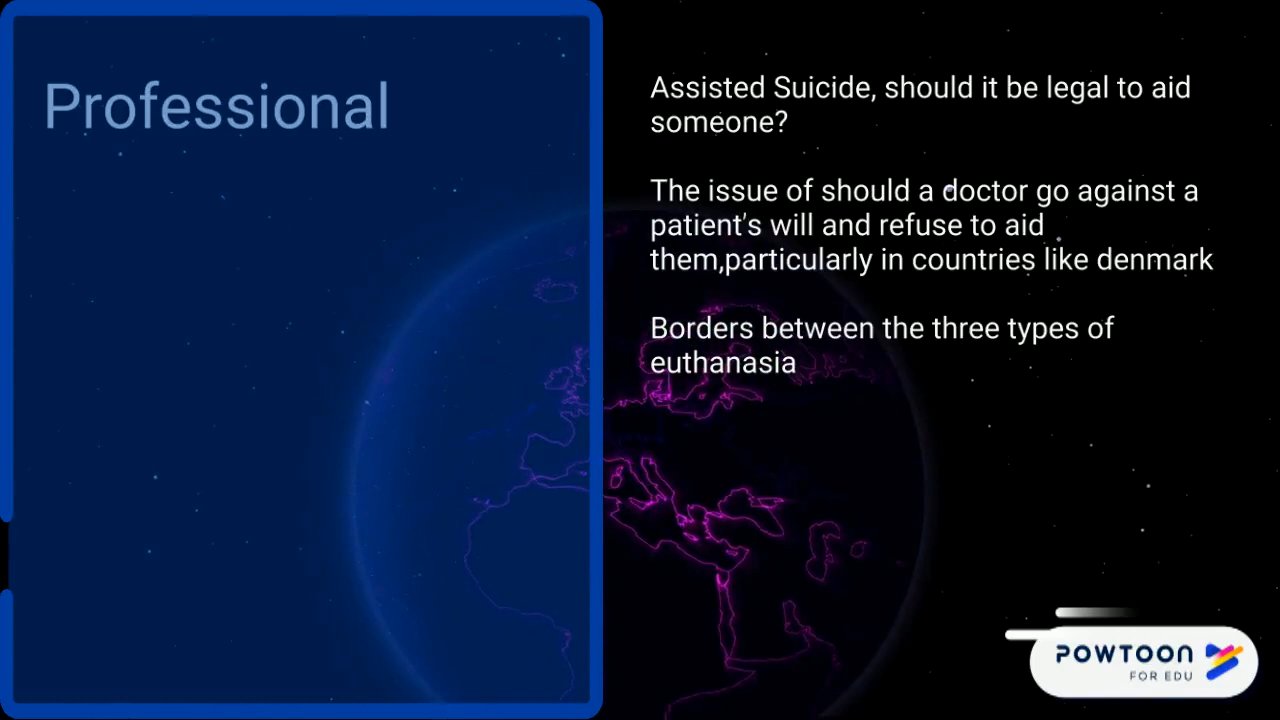 Professional
Assisted Suicide, should it be legal to aid
someone?
The issue of should a doctor go against a
patient's will and refuse to aid
them,particularly in countries like denmark
Borders between the three types of
euthanasia
POWTOON
FOR EDU